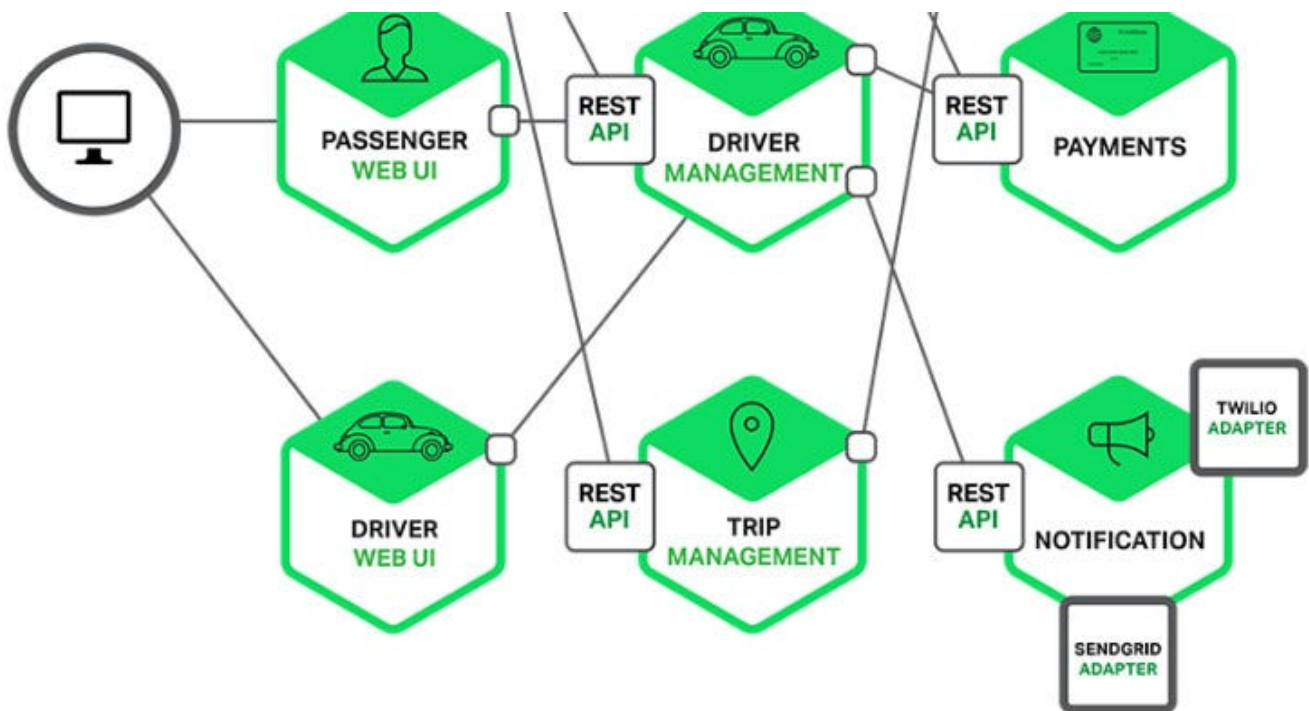 PASSENGER
WEB UI
REST
API
DRIVER
MANAGEMENT
REST
API
PAYMENTS
DRIVER
WEB UI
REST
API
TRIP
MANAGEMENT
REST
API
NOTIFICATION
TWILIO
ADAPTER
SENDGRID
ADAPTER